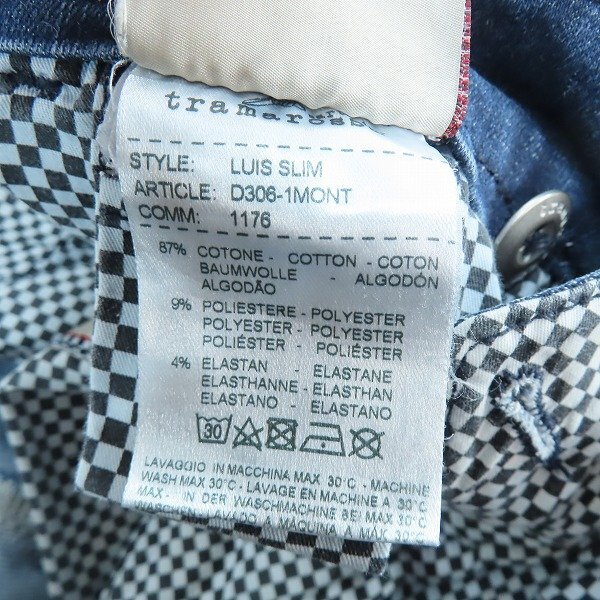 tramarossa
STYLE: LUIS SLIM
ARTICLE: D306-1MONT
COMM: 1176
87% COTONE - COTTON - COTON
BAUMWOLLE - ALGODÓN
ALGODÃO
9% POLIESTERE - POLYESTER
POLYESTER - POLYESTER
POLIÉSTER - POLIÉSTER
4% ELASTAN - ELASTANE
ELASTHANNE - ELASTHAN
ELASTANO - ELASTANO
30
LAVAGGIO IN MACCHINA MAX 30°C - MACHINE
WASH MAX 30°C - LAVAGE EN MACHINE A 30°C
MAX - IN DER WASCHMASCHINE BEI MAX 30°C